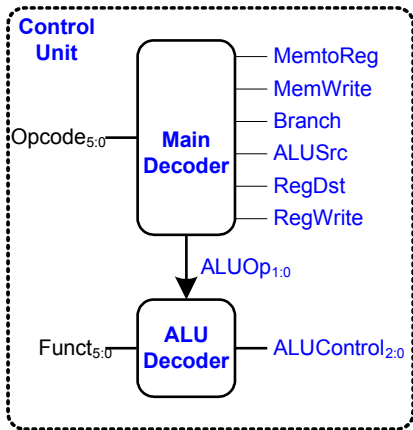 Control
Unit
MemtoReg
MemWrite
Branch
ALUSrc
RegDst
RegWrite
Opcode5:0
Main
Decoder
ALUOp1:0
Funct5:0
ALU
Decoder
ALUControl2:0